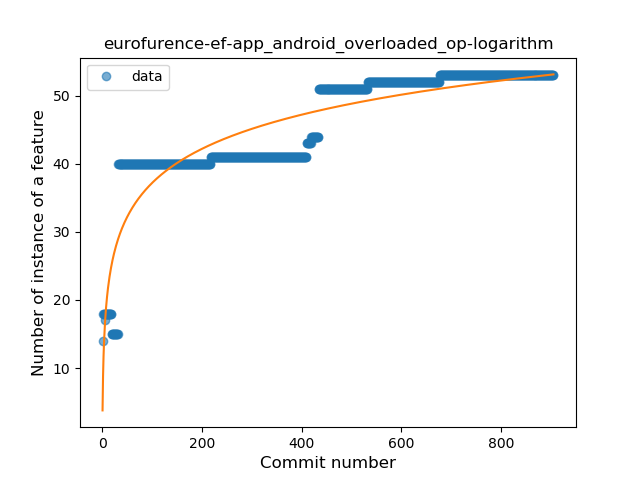 eurofurence-ef-app_android_overloaded_op-logarithm
data
Number of instance of a feature
50
40
30
20
10
0 200 400 600 800
Commit number